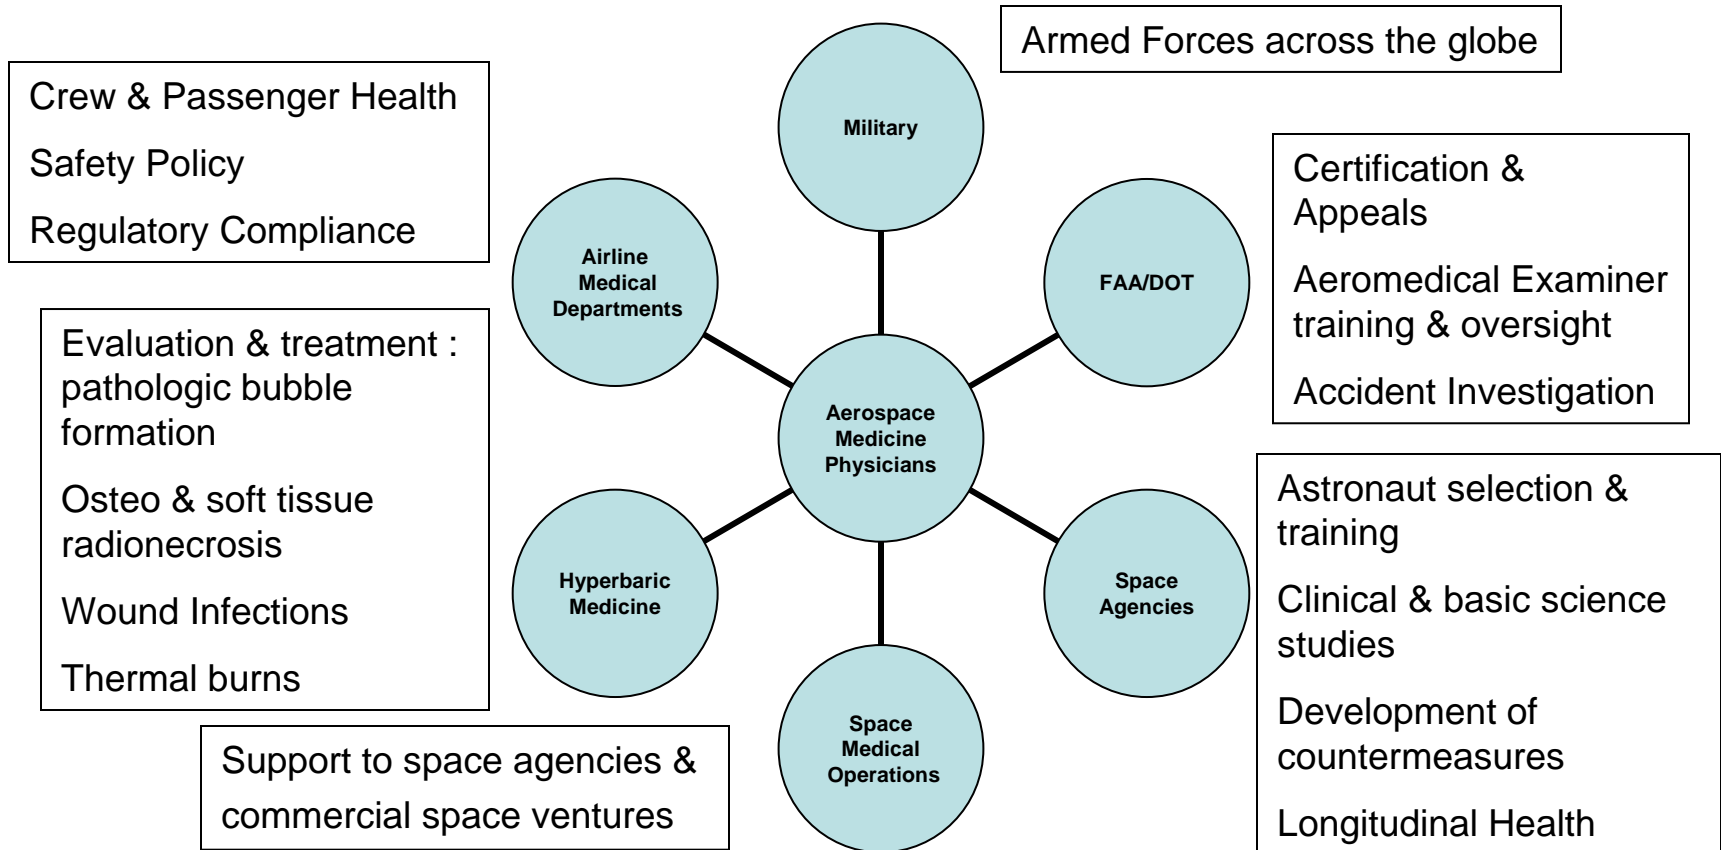 Armed Forces across the globe
Crew & Passenger Health
Safety Policy
Regulatory Compliance
Military
Certification &
Appeals
Aeromedical Examiner
training & oversight
Accident Investigation
Airline
Medical
Departments
FAA/DOT
Evaluation & treatment :
pathologic bubble
formation
Osteo & soft tissue
radionecrosis
Wound Infections
Thermal burns
Aerospace
Medicine
Physicians
Astronaut selection &
training
Clinical & basic science
studies
Development of
countermeasures
Longitudinal Health
Hyperbaric
Medicine
Space
Agencies
Space
Medical
Operations
Support to space agencies &
commercial space ventures